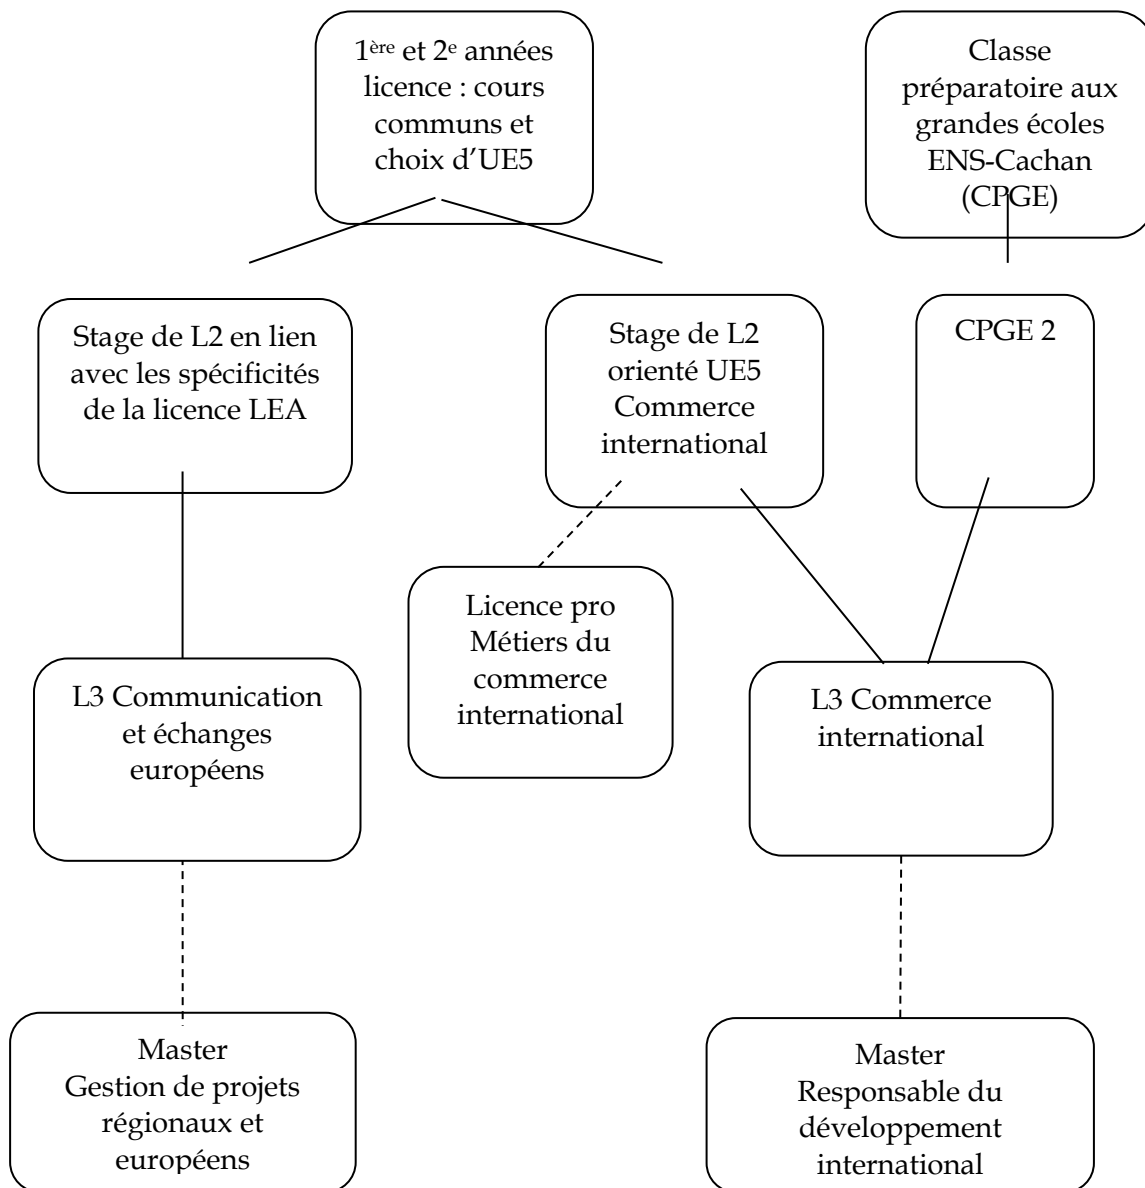 1ère et 2e années
licence : cours
communs et
choix d'UE5
Classe
préparatoire aux
grandes écoles
ENS-Cachan
(CPGE)
Stage de L2 en lien
avec les spécificités
de la licence LEA
Stage de L2
orienté UE5
Commerce
international
CPGE 2
Licence pro
Métiers du
commerce
international
L3 Communication
et échanges
européens
L3 Commerce
international
Master
Gestion de projets
régionaux et
européens
Master
Responsable du
développement
international